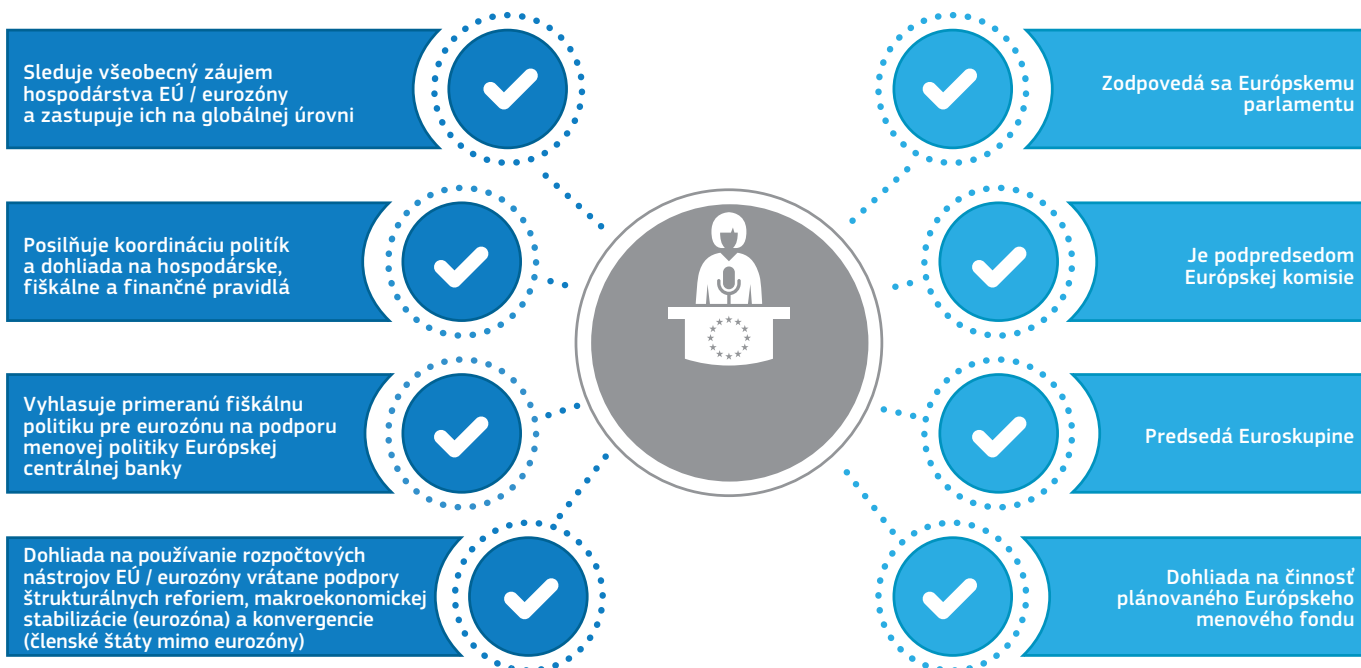 Sleduje všeobecný záujem
hospodárstva EÚ / eurozóny
a zastupuje ich na globálnej úrovni
Posilňuje koordináciu politík
a dohliada na hospodárske,
fiškálne a finančné pravidlá
Vyhlasuje primeranú fiškálnu
politiku pre eurozónu na podporu
menovej politiky Európskej
centrálnej banky
Dohliada na používanie rozpočtových
nástrojov EÚ / eurozóny vrátane podpory
štrukturálnych reforiem, makroekonomickej
stabilizácie (eurozóna) a konvergencie
(členské štáty mimo eurozóny)
Zodpovedá sa Európskemu
parlamentu
Je podpredsedom
Európskej komisie
Predsedá Euroskupine
Dohliada na činnosť
plánovaného Európskeho
menového fondu